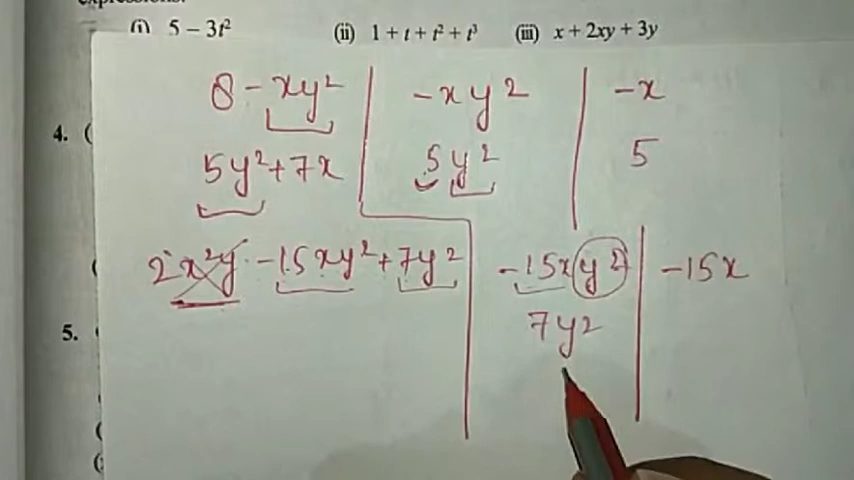 expressions.
(i) 5 – 3t² (ii) 1 + t + t² + t³ (iii) x + 2xy + 3y
8 - xy² -xy² -x
4. (
5y² + 7x 5y² 5
2x²y - 15xy² + 7y² -15xy² -15x
7y²
5.